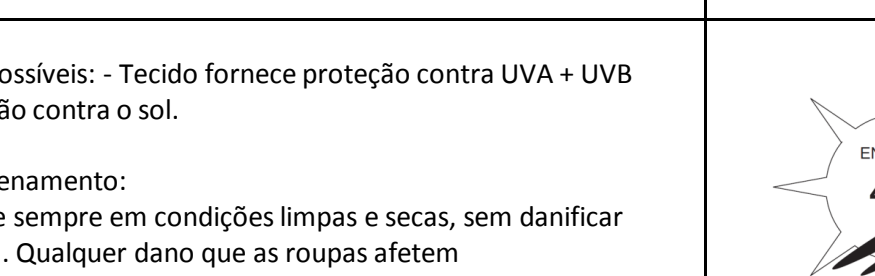 ossíveis: - Tecido fornece proteção contra UVA + UVB
ão contra o sol.
enamento:
e sempre em condições limpas e secas, sem danificar
. Qualquer dano que as roupas afetem
EN